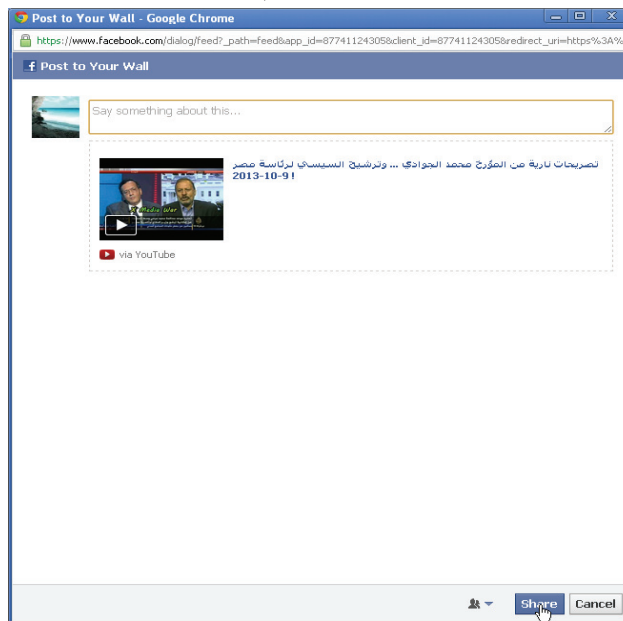 Post to Your Wall - Google Chrome
https://www.facebook.com/dialog/feed?_path=feed&app_id=87741124305&client_id=87741124305&redirect_uri=https%3A%
Post to Your Wall
Say something about this...
تصريحات نارية من المؤرخ محمد الجوادي ... وترشيح السيسي لرئاسة مصر
! 2013-10-9
Media War
via YouTube
Share
Cancel